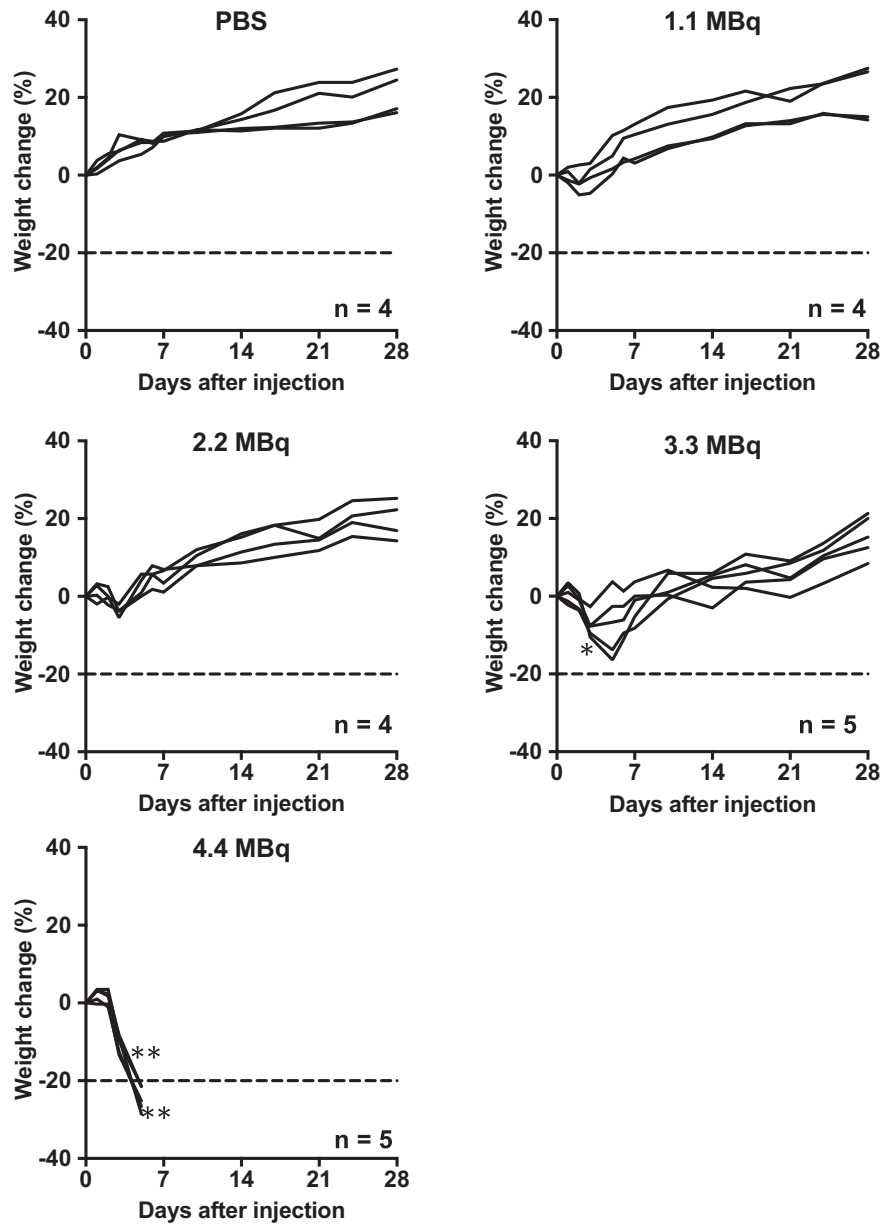 PBS
Weight change (%)
40
20
0
-20
-40
n = 4
0 7 14 21 28
Days after injection
1.1 MBq
Weight change (%)
40
20
0
-20
-40
n = 4
0 7 14 21 28
Days after injection
2.2 MBq
Weight change (%)
40
20
0
-20
-40
n = 4
0 7 14 21 28
Days after injection
3.3 MBq
Weight change (%)
40
20
0
*
-20
-40
n = 5
0 7 14 21 28
Days after injection
4.4 MBq
Weight change (%)
40
20
0
**
-20
**
-40
n = 5
0 7 14 21 28
Days after injection